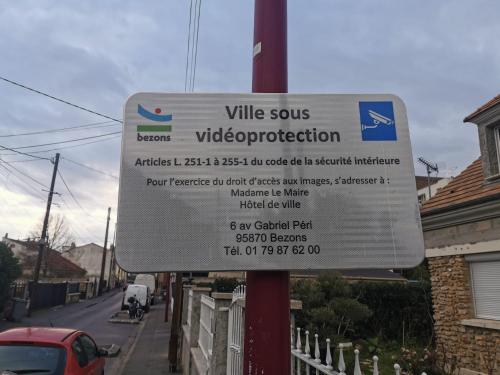 bezons
Ville sous
vidéoprotection
Articles L. 251-1 à 255-1 du code de la sécurité intérieure
Pour l'exercice du droit d'accès aux images, s'adresser à :
Madame Le Maire
Hôtel de ville
6 av Gabriel Péri
95870 Bezons
Tél. 01 79 87 62 00